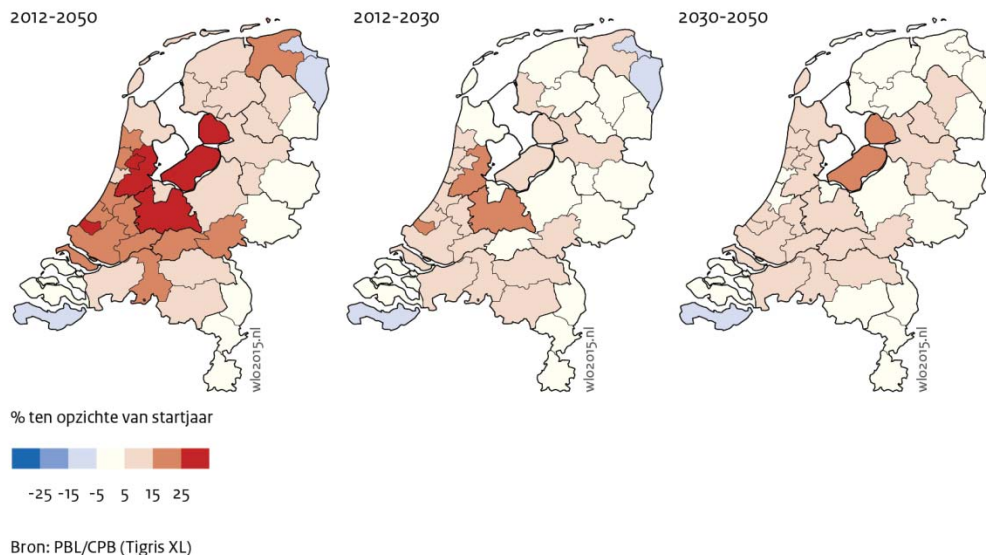 2012-2050
2012-2030
2030-2050
wlo2015.nl
wlo2015.nl
wlo2015.nl
% ten opzichte van startjaar
-25 -15 -5 5 15 25
Bron: PBL/CPB (Tigris XL)